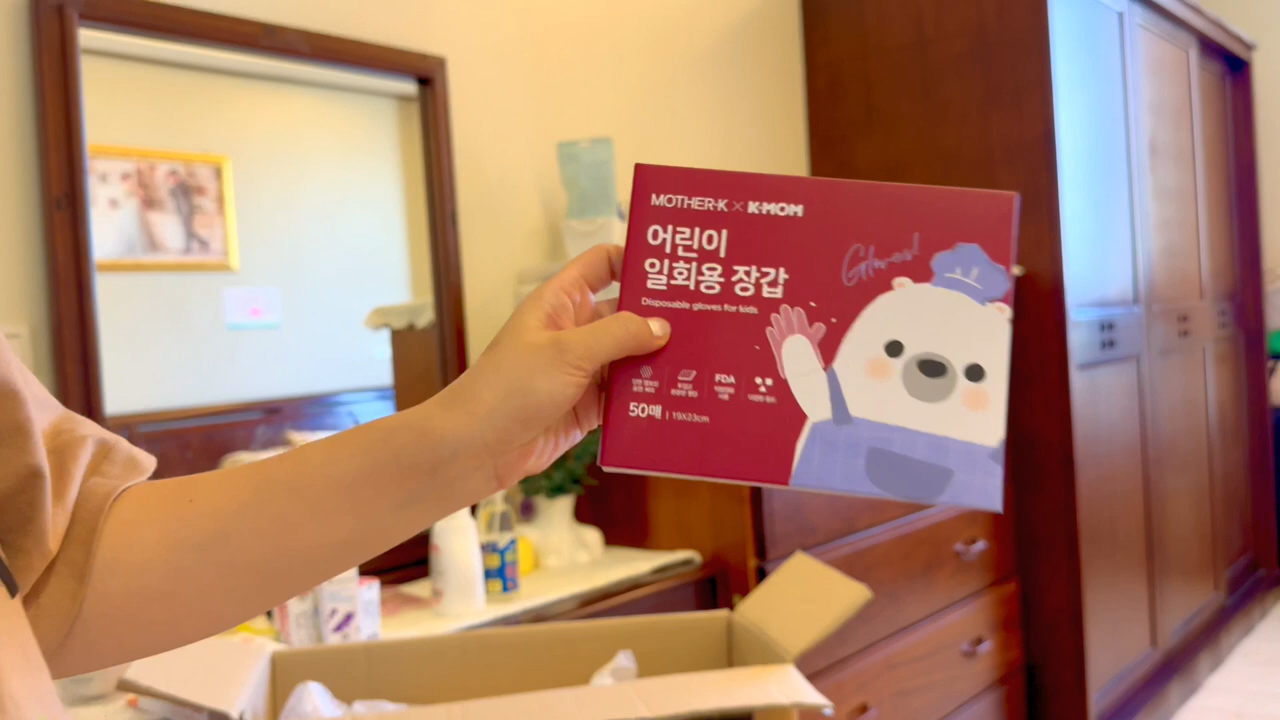 MOTHER-K × K-MOM
어린이
일회용 장갑
Disposable gloves for kids
Gloves!
FDA
50매 | 19X23cm